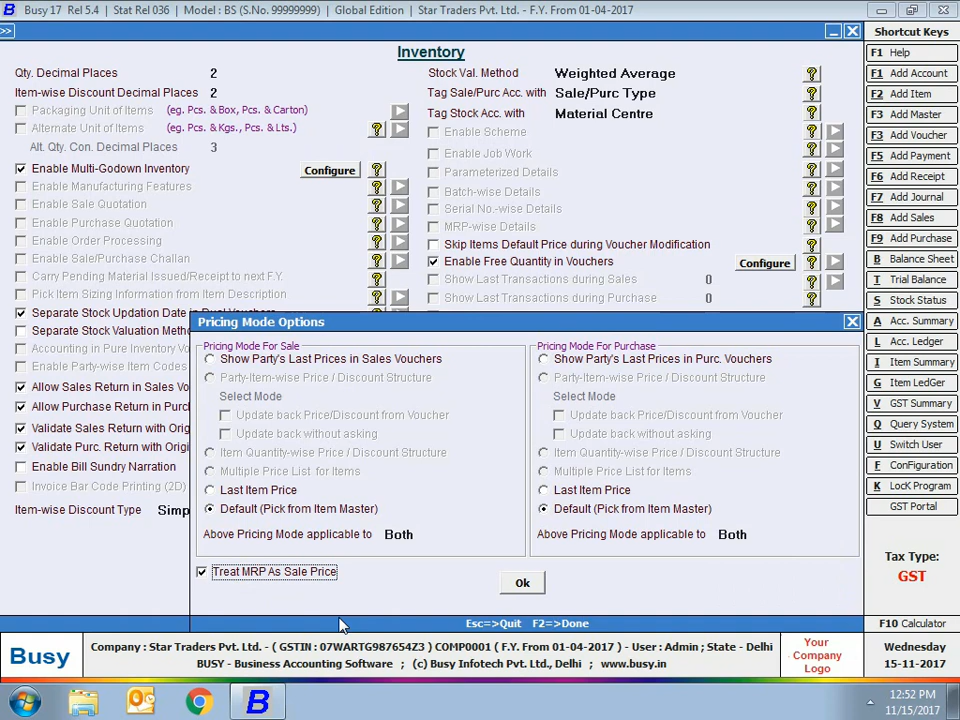 Busy 17 Rel 5.4 | Stat Rel 036 | Model : BS (S.No. 99999999) | Global Edition | Star Traders Pvt. Ltd. - F.Y. From 01-04-2017
>>
Inventory
Qty. Decimal Places 2
Item-wise Discount Decimal Places 2
Packaging Unit of Items (eg. Pcs. & Box, Pcs. & Carton)
Alternate Unit of Items (eg. Pcs. & Kgs., Pcs. & Lts.) ?
Alt. Qty. Con. Decimal Places 3
Enable Multi-Godown Inventory Configure ?
Enable Manufacturing Features ?
Enable Sale Quotation ?
Enable Purchase Quotation ?
Enable Order Processing ?
Enable Sale/Purchase Challan ?
Carry Pending Material Issued/Receipt to next F.Y. ?
Pick Item Sizing Information from Item Description ?
Separate Stock Updation Date in Dual Vouchers
Separate Stock Valuation Metho
Accounting in Pure Inventory Vo
Enable Party-wise Item Codes
Allow Sales Return in Sales Vo
Allow Purchase Return in Purcl
Validate Sales Return with Orig
Validate Purc. Return with Origi
Enable Bill Sundry Narration
Invoice Bar Code Printing (2D)
Item-wise Discount Type Simp
Stock Val. Method Weighted Average ?
Tag Sale/Purc Acc. with Sale/Purc Type ?
Tag Stock Acc. with Material Centre ?
Enable Scheme ?
Enable Job Work ?
Parameterized Details ?
Batch-wise Details ?
Serial No.-wise Details ?
MRP-wise Details ?
Skip Items Default Price during Voucher Modification ?
Enable Free Quantity in Vouchers Configure ?
Show Last Transactions during Sales 0 ?
Show Last Transactions during Purchase 0 ?
Pricing Mode Options
Pricing Mode For Sale
Show Party's Last Prices in Sales Vouchers
Party-Item-wise Price / Discount Structure
Select Mode
Update back Price/Discount from Voucher
Update back without asking
Item Quantity-wise Price / Discount Structure
Multiple Price List for Items
Last Item Price
Default (Pick from Item Master)
Above Pricing Mode applicable to Both
Pricing Mode For Purchase
Show Party's Last Prices in Purc. Vouchers
Party-Item-wise Price / Discount Structure
Select Mode
Update back Price/Discount from Voucher
Update back without asking
Item Quantity-wise Price / Discount Structure
Multiple Price List for Items
Last Item Price
Default (Pick from Item Master)
Above Pricing Mode applicable to Both
Treat MRP As Sale Price
Ok
Esc=>Quit F2=>Done
Shortcut Keys
F1 Help
F1 Add Account
F2 Add Item
F3 Add Master
F3 Add Voucher
F5 Add Payment
F6 Add Receipt
F7 Add Journal
F8 Add Sales
F9 Add Purchase
B Balance Sheet
T Trial Balance
S Stock Status
A Acc. Summary
L Acc. Ledger
I Item Summary
G Item LedGer
V GST Summary
Q Query System
U Switch User
F ConFiguration
K LocK Program
GST Portal
Tax Type:
GST
F10 Calculator
Busy
Company : Star Traders Pvt. Ltd. - ( GSTIN : 07WARTG987654Z3 ) COMP0001 ( F.Y. From 01-04-2017 ) - User : Admin ; State - Delhi
BUSY - Business Accounting Software ; (c) Busy Infotech Pvt. Ltd., Delhi ; www.busy.in
Your
Company
Logo
Wednesday
15-11-2017
12:52 PM
11/15/2017